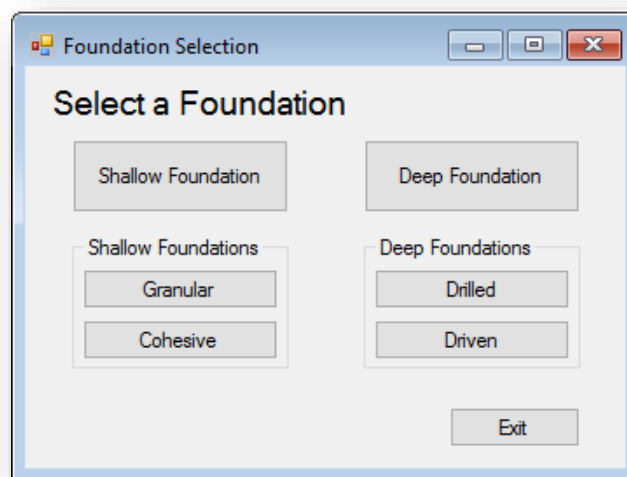 Foundation Selection
Select a Foundation
Shallow Foundation
Deep Foundation
Shallow Foundations
Granular
Cohesive
Deep Foundations
Drilled
Driven
Exit